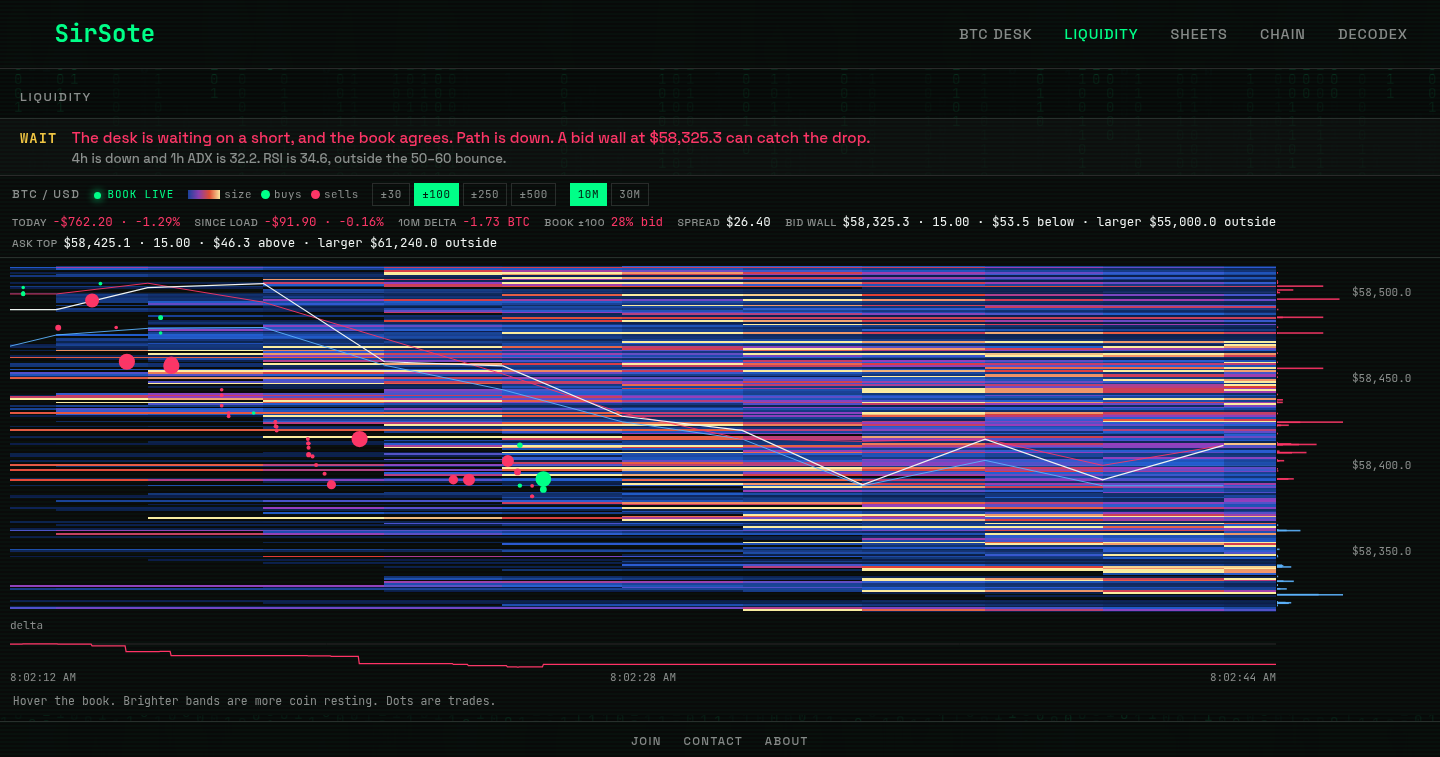 SirSote
BTC DESK LIQUIDITY SHEETS CHAIN DECODEX
LIQUIDITY
WAIT The desk is waiting on a short, and the book agrees. Path is down. A bid wall at $58,325.3 can catch the drop.
4h is down and 1h ADX is 32.2. RSI is 34.6, outside the 50–60 bounce.
BTC / USD BOOK LIVE size buys sells ±30 ±100 ±250 ±500 10M 30M
TODAY -$762.20 · -1.29% SINCE LOAD -$91.90 · -0.16% 10M DELTA -1.73 BTC BOOK ±100 28% bid SPREAD $26.40 BID WALL $58,325.3 · 15.00 · $53.5 below · larger $55,000.0 outside
ASK TOP $58,425.1 · 15.00 · $46.3 above · larger $61,240.0 outside
$58,500.0
$58,450.0
$58,400.0
$58,350.0
delta
8:02:12 AM 8:02:28 AM 8:02:44 AM
Hover the book. Brighter bands are more coin resting. Dots are trades.
JOIN CONTACT ABOUT